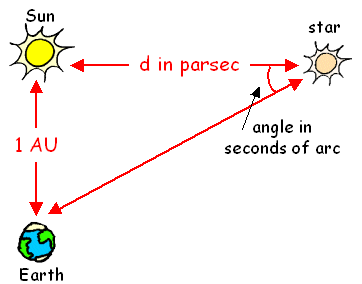 Sun
star
d in parsec
1 AU
angle in
seconds of arc
Earth